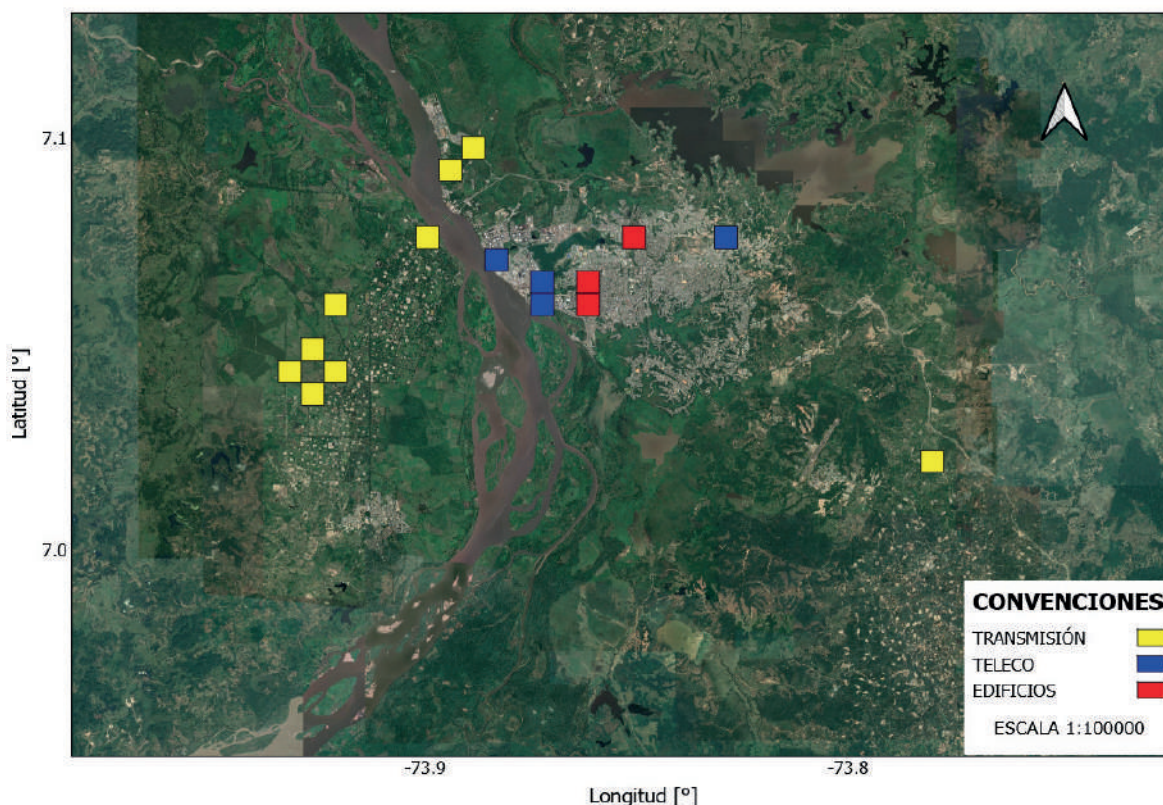 7.1
Latitud [º]
7.0
CONVENCIONES
TRANSMISIÓN
TELECO
EDIFICIOS
ESCALA 1:100000
-73.9
-73.8
Longitud [º]